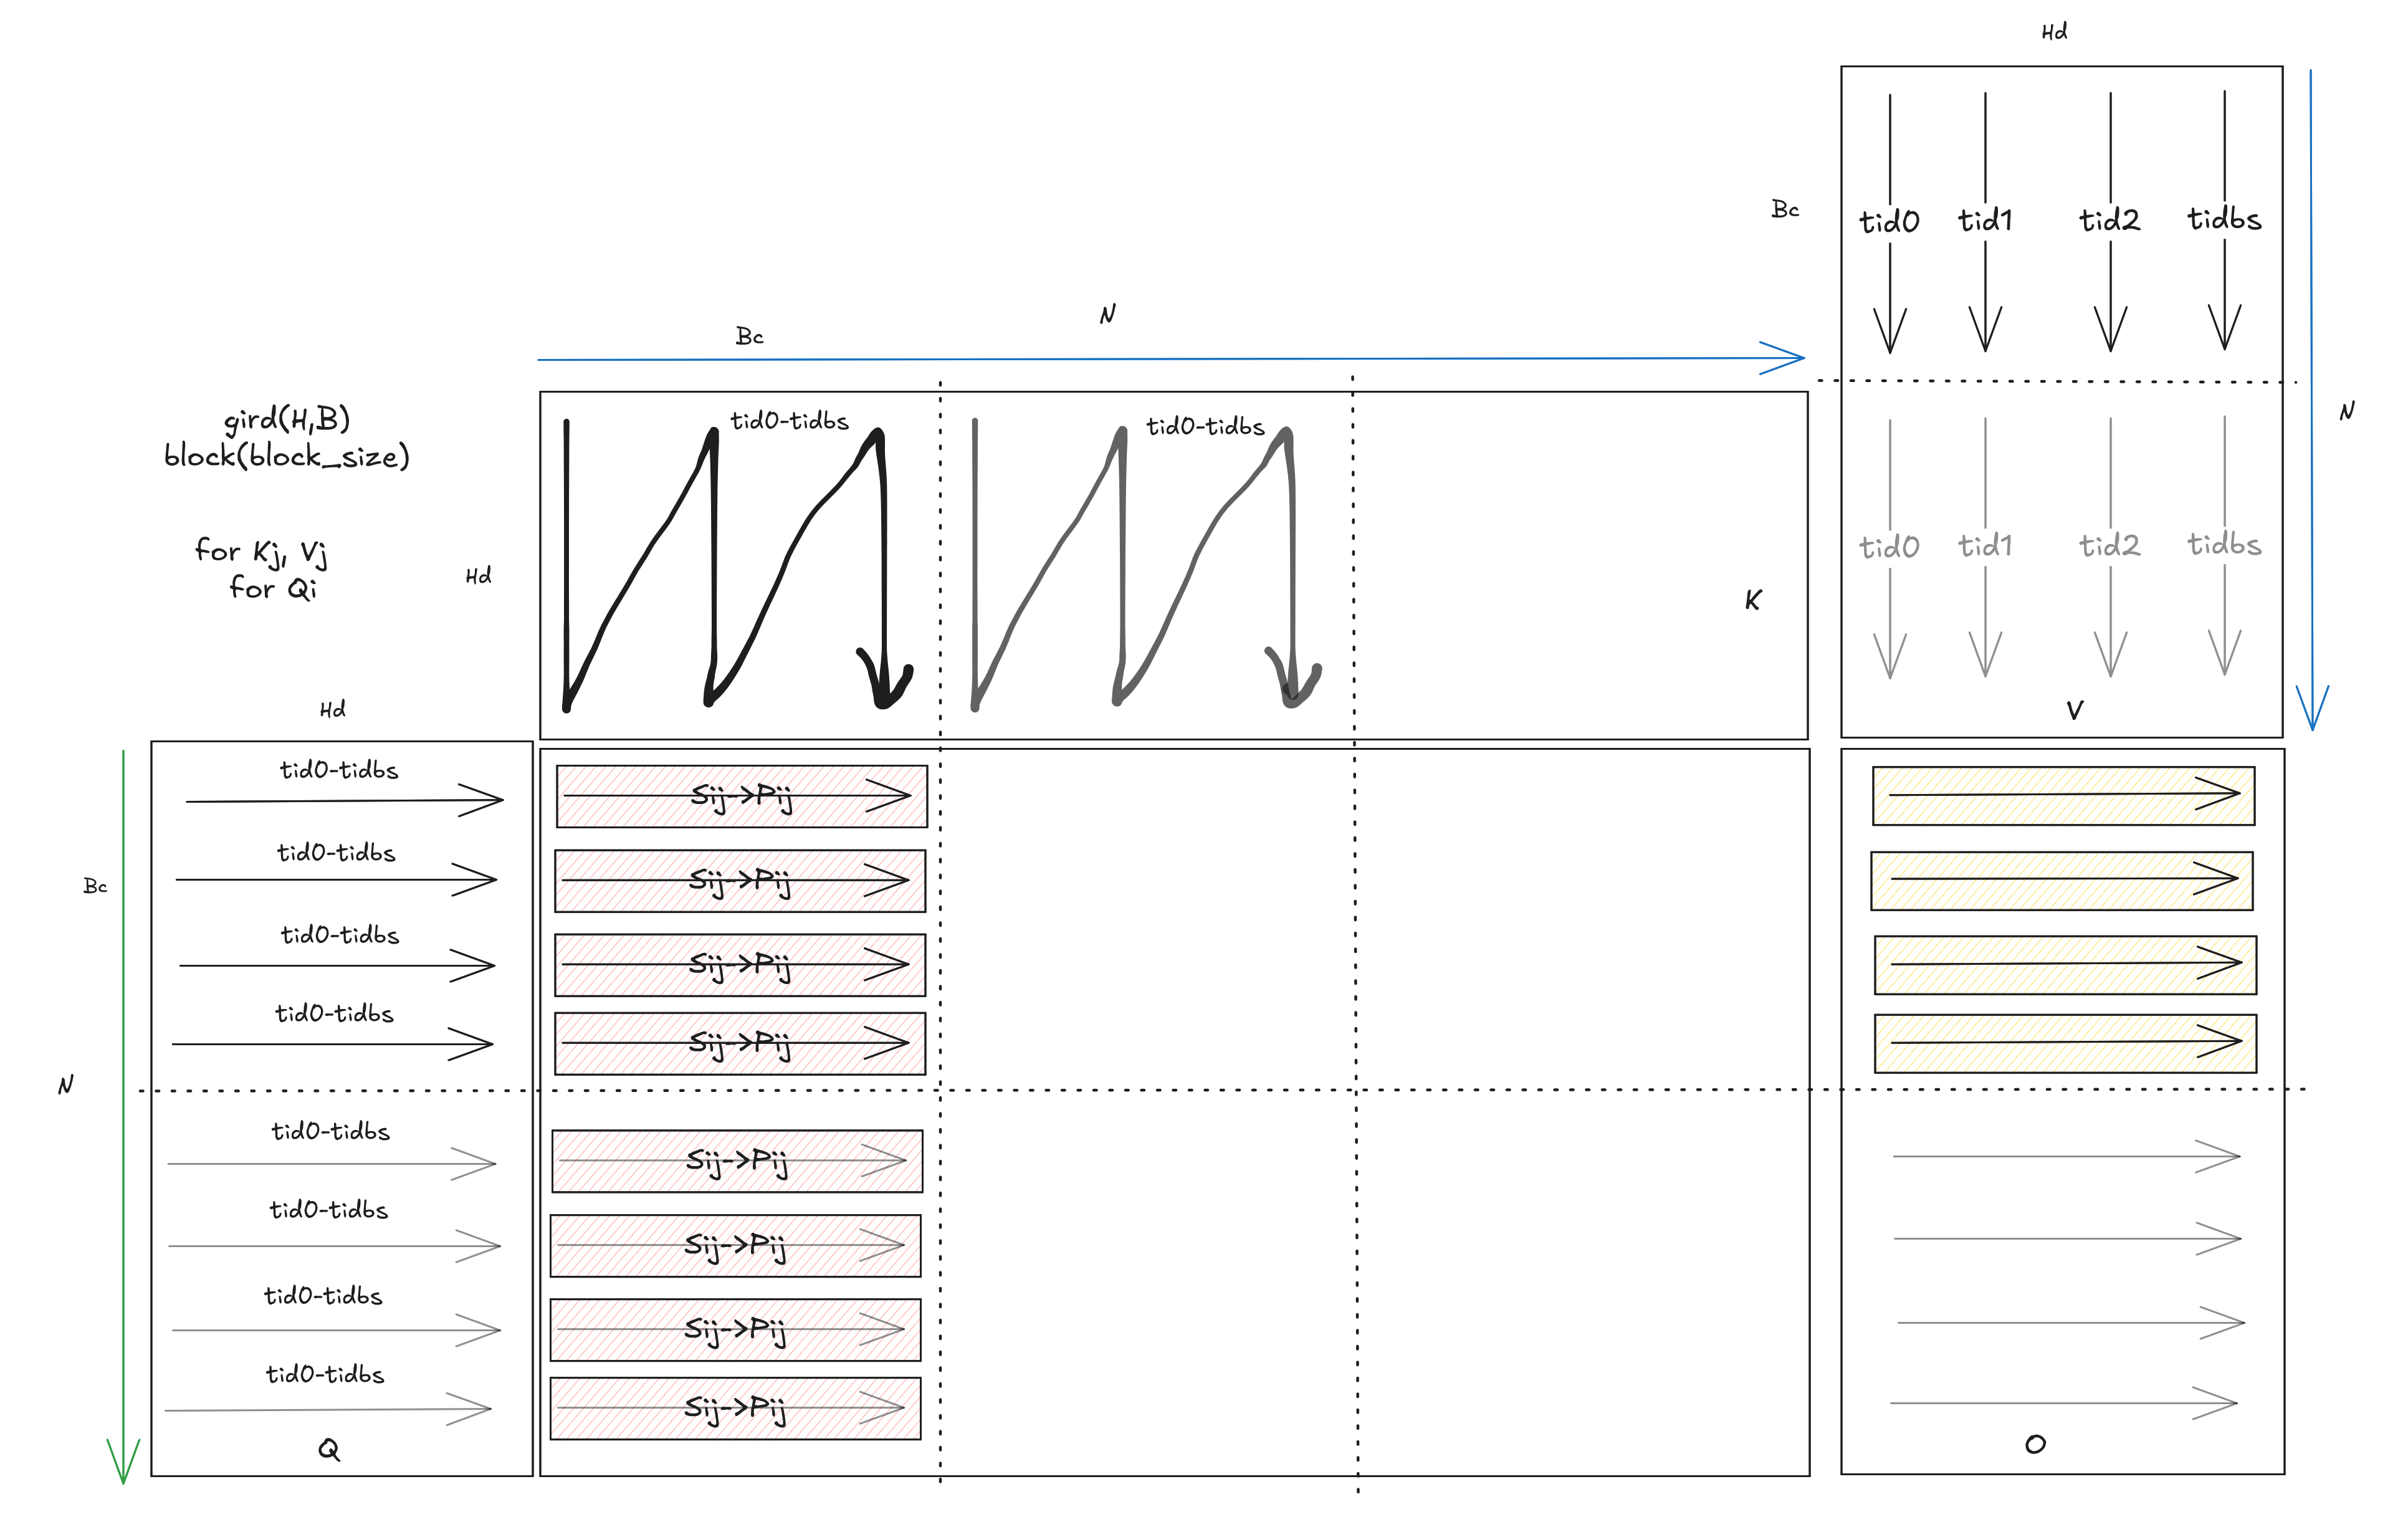 Hd
tid0
tid1
tid2
tidbs
Bc
N
Bc
N
gird(H,B)
block(block_size)
tid0-tidbs
tid0-tidbs
for Kj, Vj
for Qi
Hd
K
tid0
tid1
tid2
tidbs
V
Hd
tid0-tidbs
Sij->Pij
tid0-tidbs
Sij->Pij
Bc
tid0-tidbs
Sij->Pij
tid0-tidbs
Sij->Pij
N
tid0-tidbs
Sij->Pij
tid0-tidbs
Sij->Pij
tid0-tidbs
Sij->Pij
tid0-tidbs
Sij->Pij
Q
O